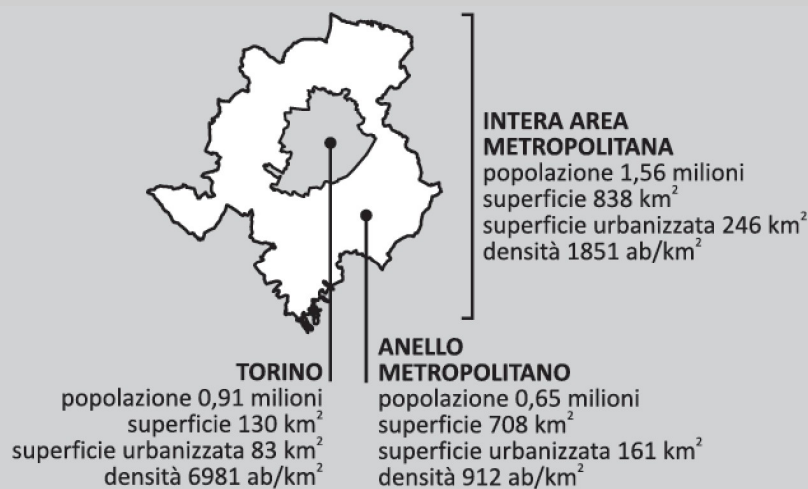 INTERA AREA
METROPOLITANA
popolazione 1,56 milioni
superficie 838 km²
superficie urbanizzata 246 km²
densità 1851 ab/km²
TORINO
popolazione 0,91 milioni
superficie 130 km²
superficie urbanizzata 83 km²
densità 6981 ab/km²
ANELLO
METROPOLITANO
popolazione 0,65 milioni
superficie 708 km²
superficie urbanizzata 161 km²
densità 912 ab/km²